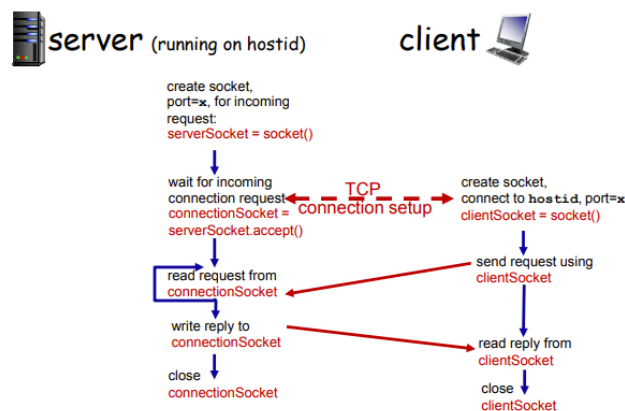 server (running on hostid)
client
create socket,
port=x, for incoming
request:
serverSocket = socket()
wait for incoming
connection request
connectionSocket =
serverSocket.accept()
TCP
connection setup
create socket,
connect to hostid, port=x
clientSocket = socket()
read request from
connectionSocket
send request using
clientSocket
write reply to
connectionSocket
read reply from
clientSocket
close
connectionSocket
close
clientSocket